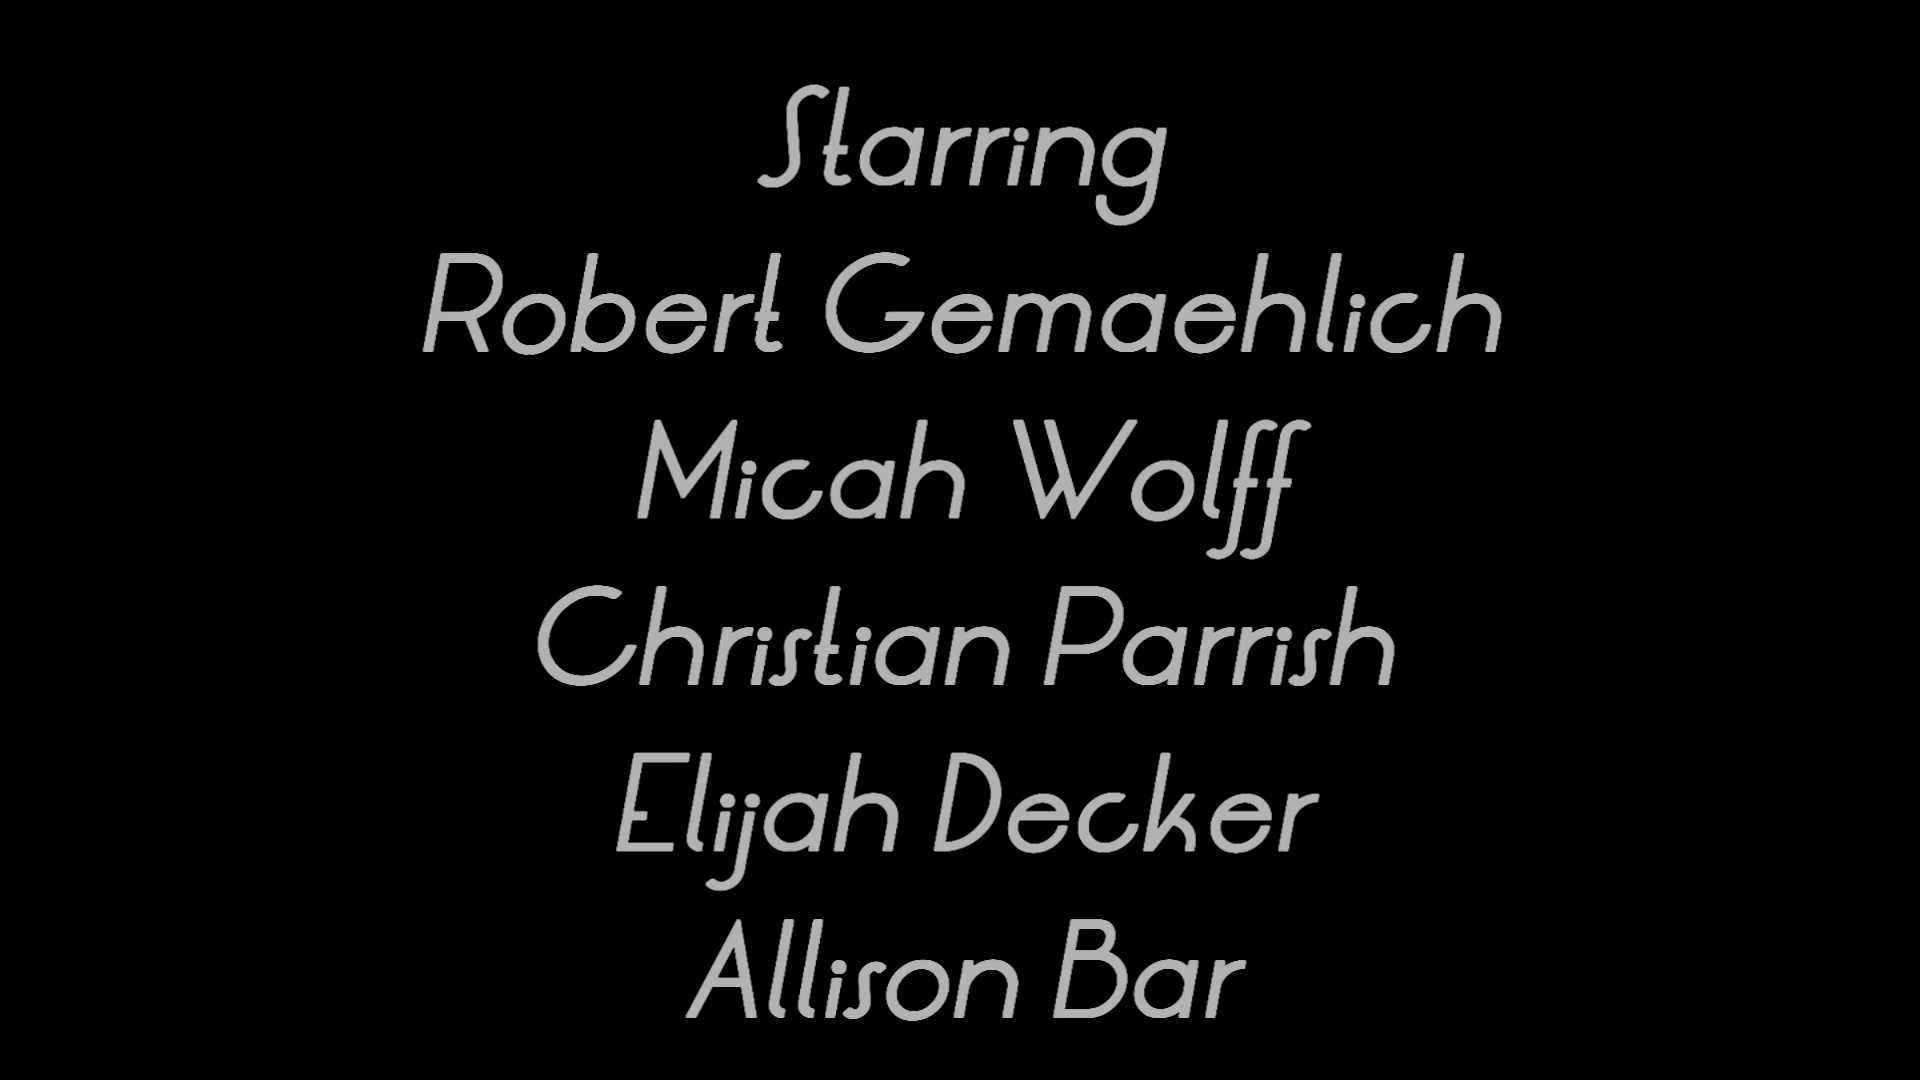 Starring
Robert Gemaehlich
Micah Wolff
Christian Parrish
Elijah Decker
Allison Bar